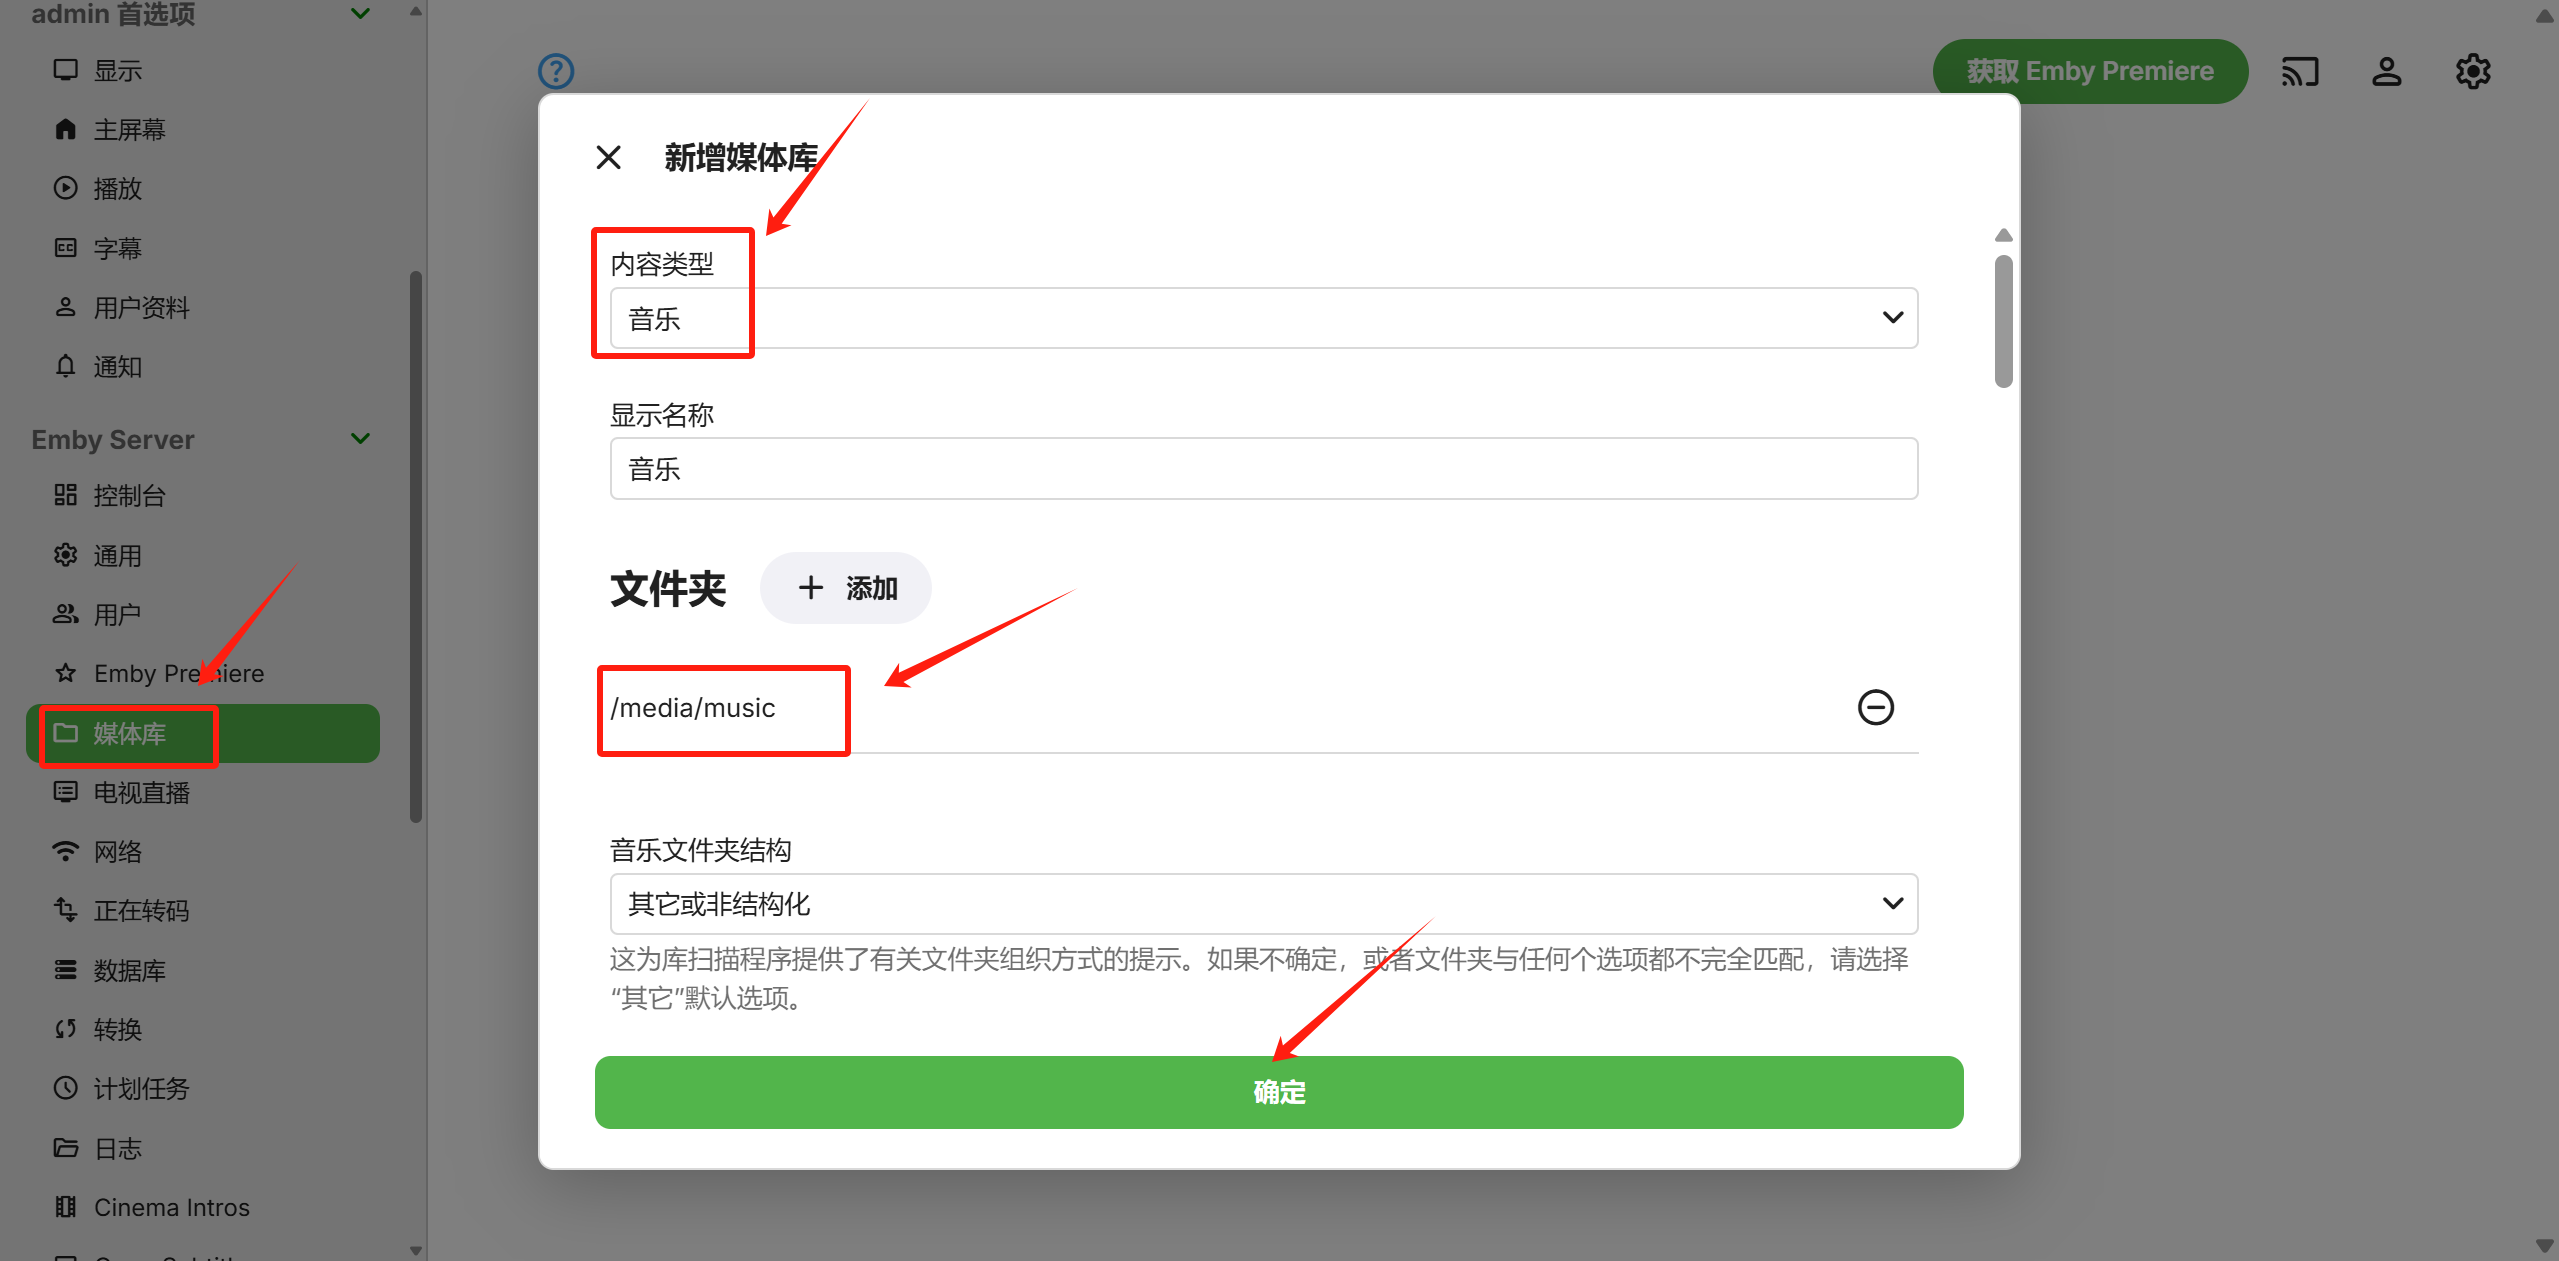 admin 首选项
显示
主屏幕
播放
字幕
用户资料
通知
Emby Server
控制台
通用
用户
Emby Premiere
媒体库
电视直播
网络
正在转码
数据库
转换
计划任务
日志
Cinema Intros
获取 Emby Premiere
新增媒体库
内容类型
音乐
显示名称
音乐
文件夹
添加
/media/music
音乐文件夹结构
其它或非结构化
这为库扫描程序提供了有关文件夹组织方式的提示。如果不确定，或者文件夹与任何个选项都不完全匹配，请选择
“其它”默认选项。
确定